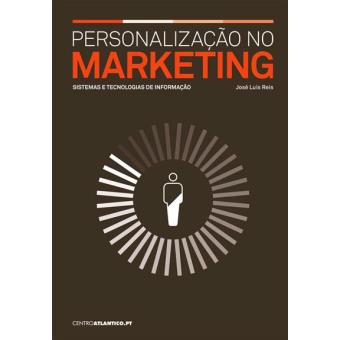 PERSONALIZAÇÃO NO
MARKETING
SISTEMAS E TECNOLOGIAS DE INFORMAÇÃO
José Luís Reis
CENTROATLANTICO.PT